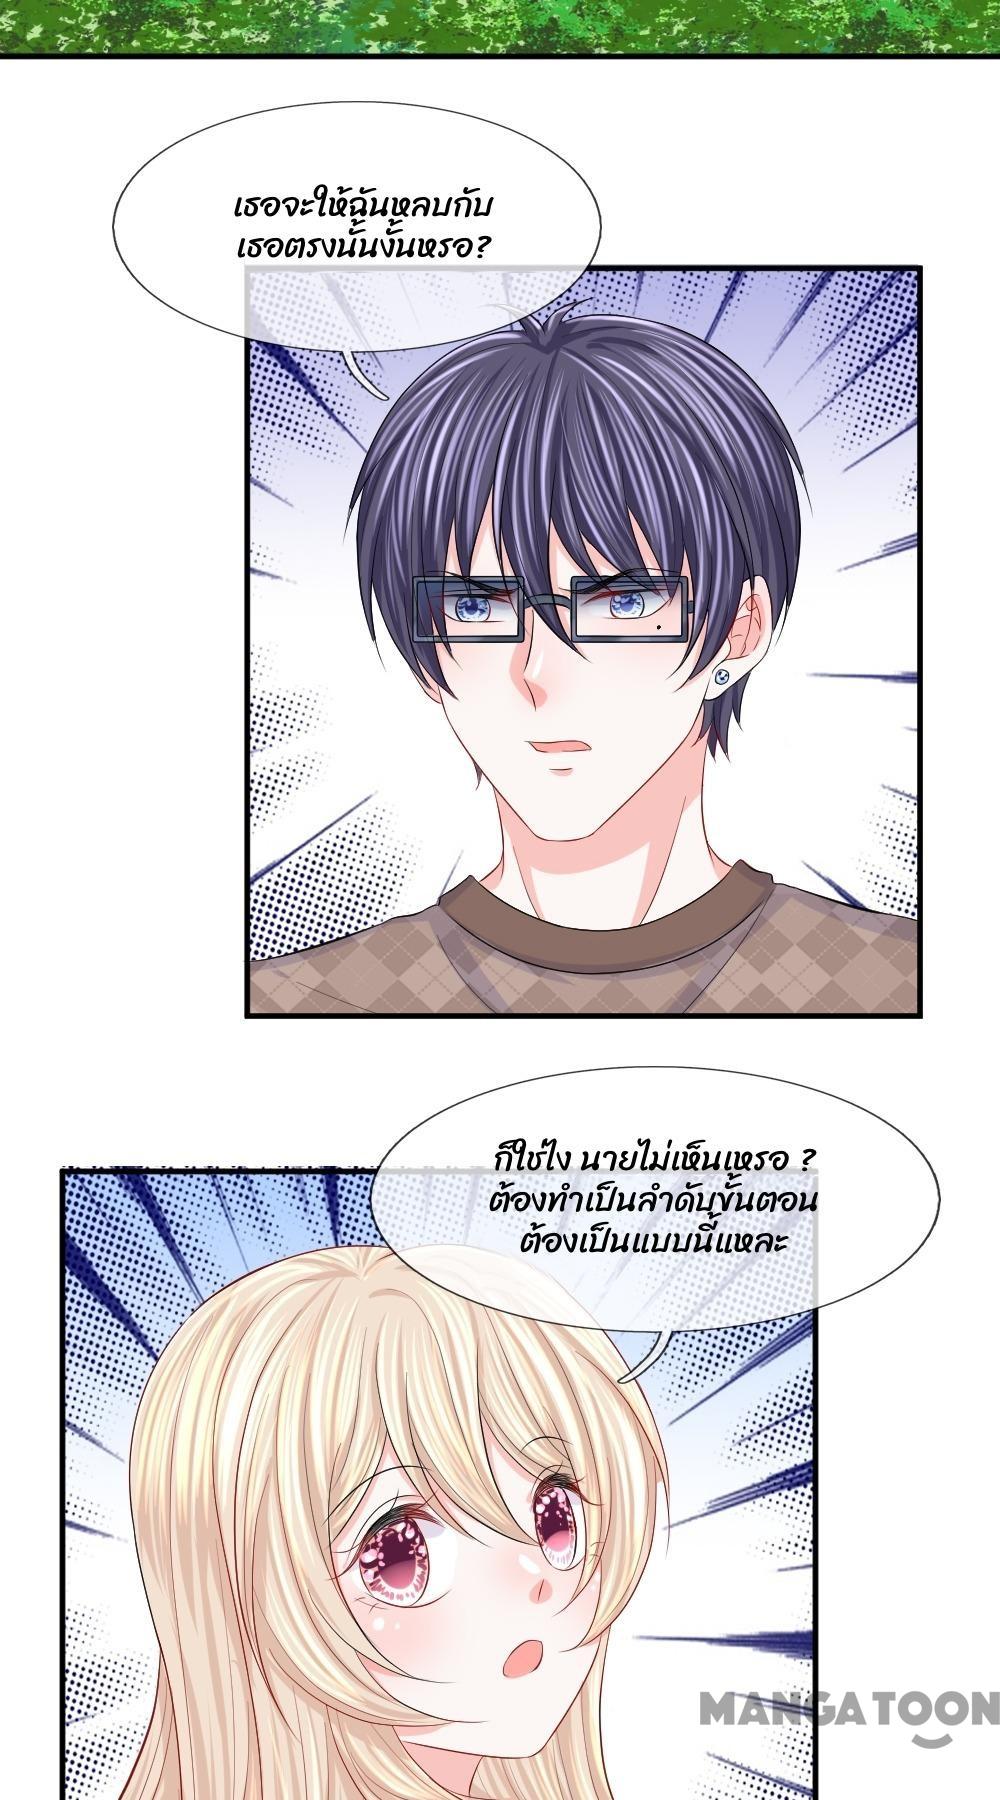 เธอจะให้ฉันหลบกับ
เธอตรงนั้นงั้นหรอ?
ก็ใช่ไง นายไม่เห็นเหรอ ?
ต้องทำเป็นลำดับขั้นตอน
ต้องเป็นแบบนี้แหละ
MANGATOON